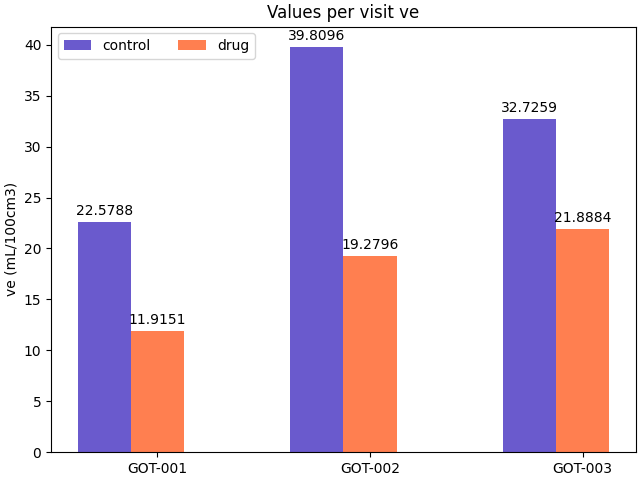 Values per visit ve
control
drug
ve (mL/100cm3)
40
35
30
25
20
15
10
5
0
22.5788
11.9151
39.8096
19.2796
32.7259
21.8884
GOT-001
GOT-002
GOT-003